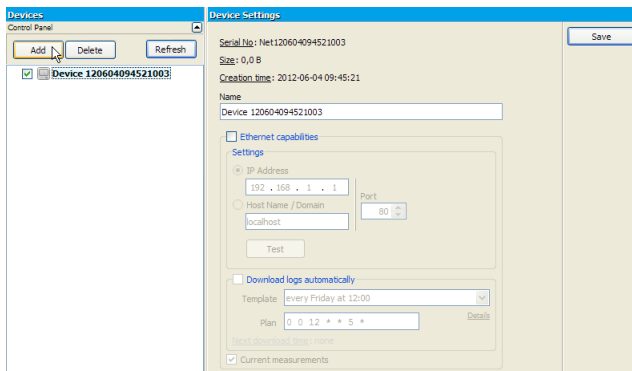 Devices
Control Panel
Add Delete Refresh
Device 120604094521003
Device Settings
Serial No: Net120604094521003
Size: 0,0 B
Creation time: 2012-06-04 09:45:21
Name
Device 120604094521003
Ethernet capabilities
Settings
IP Address
192 . 168 . 1 . 1
Port
80
Host Name / Domain
localhost
Test
Download logs automatically
Template every Friday at 12:00
Plan 0 0 12 * * 5 *
Details
Next download time: none
Current measurements
Save